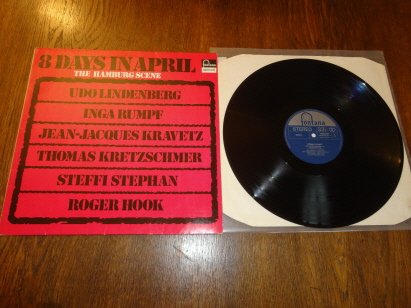 8 DAYS IN APRIL
THE HAMBURG SCENE
UDO LINDENBERG
INGA RUMPF
JEAN-JACQUES KRAVETZ
THOMAS KRETZSCHMER
STEFFI STEPHAN
ROGER HOOK
fontana
STEREO